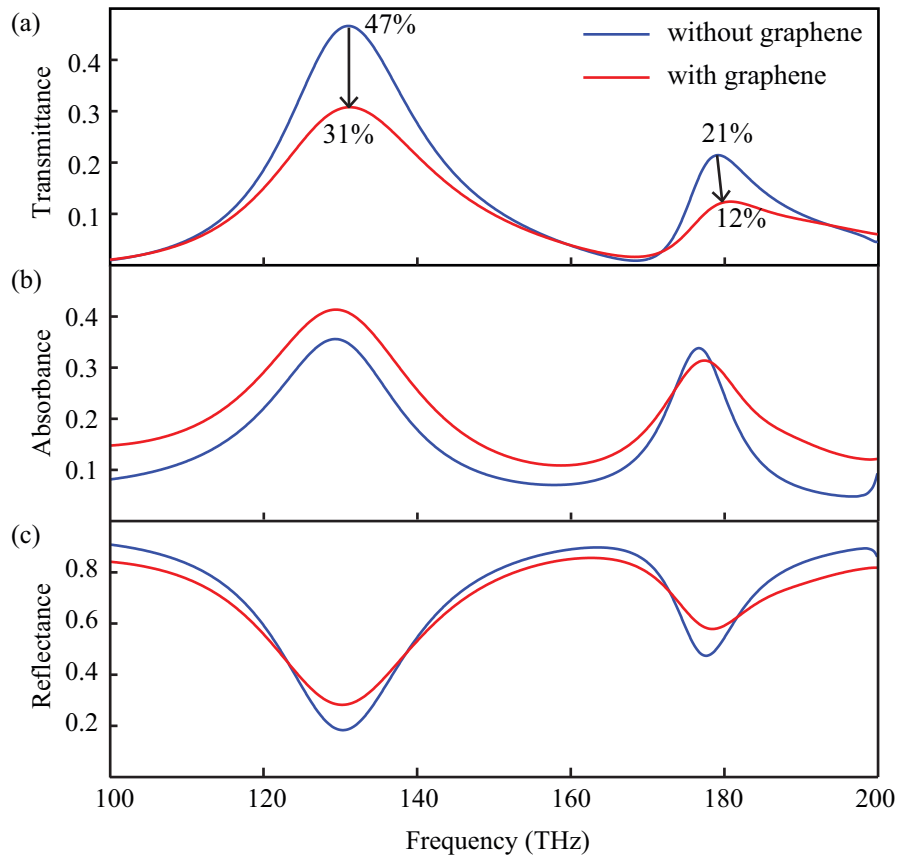 (a)
Transmittance
0.4
0.3
0.2
0.1
47%
31%
21%
12%
without graphene
with graphene
(b)
Absorbance
0.4
0.3
0.2
0.1
(c)
Reflectance
0.8
0.6
0.4
0.2
100 120 140 160 180 200
Frequency (THz)